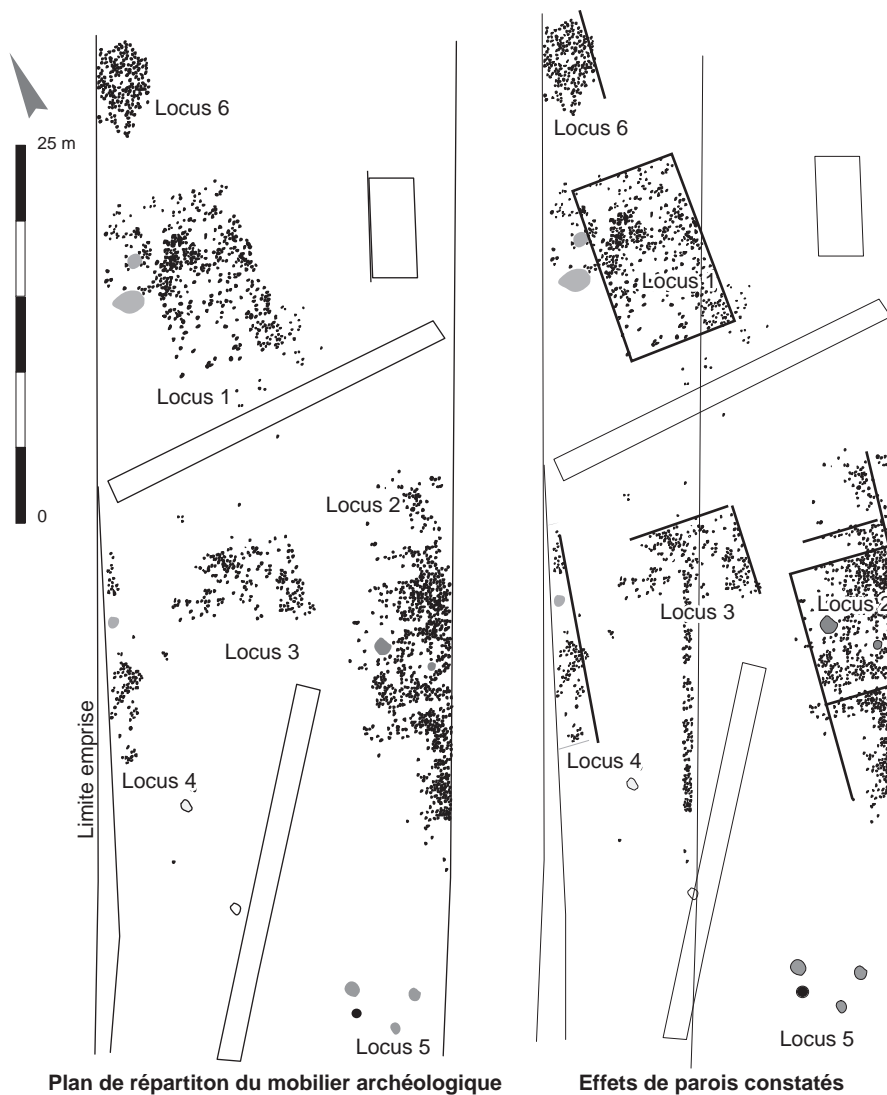 Locus 6
25 m
Locus 1
0
Locus 2
Locus 3
Limite emprise
Locus 4
Locus 5
Plan de répartiton du mobilier archéologique
Locus 6
Locus 1
Locus 2
Locus 3
Locus 4
Locus 5
Effets de parois constatés